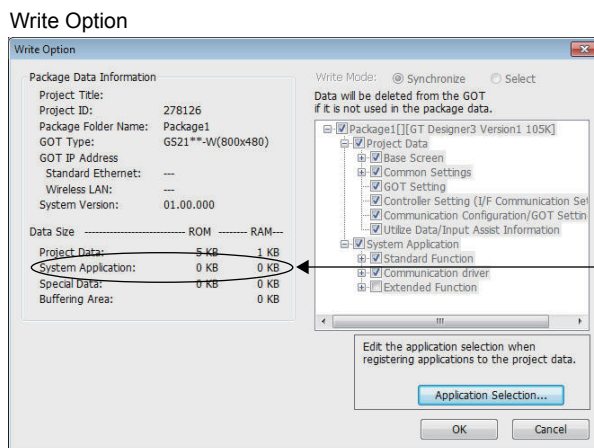 Write Option
Write Option
Package Data Information
Project Title:
Project ID: 278126
Package Folder Name: Package1
GOT Type: GS21**-W(800x480)
GOT IP Address
Standard Ethernet: ---
Wireless LAN: ---
System Version: 01.00.000
Data Size ---------------------------- ROM -------- RAM---
Project Data: 5 KB 1 KB
System Application: 0 KB 0 KB
Special Data: 0 KB 0 KB
Buffering Area: 0 KB
Write Mode: Synchronize Select
Data will be deleted from the GOT
if it is not used in the package data.
Package1[][GT Designer3 Version1 105K]
Project Data
Base Screen
Common Settings
GOT Setting
Controller Setting (I/F Communication Set
Communication Configuration/GOT Settin
Utilize Data/Input Assist Information
System Application
Standard Function
Communication driver
Extended Function
Edit the application selection when
registering applications to the project data.
Application Selection...
OK Cancel